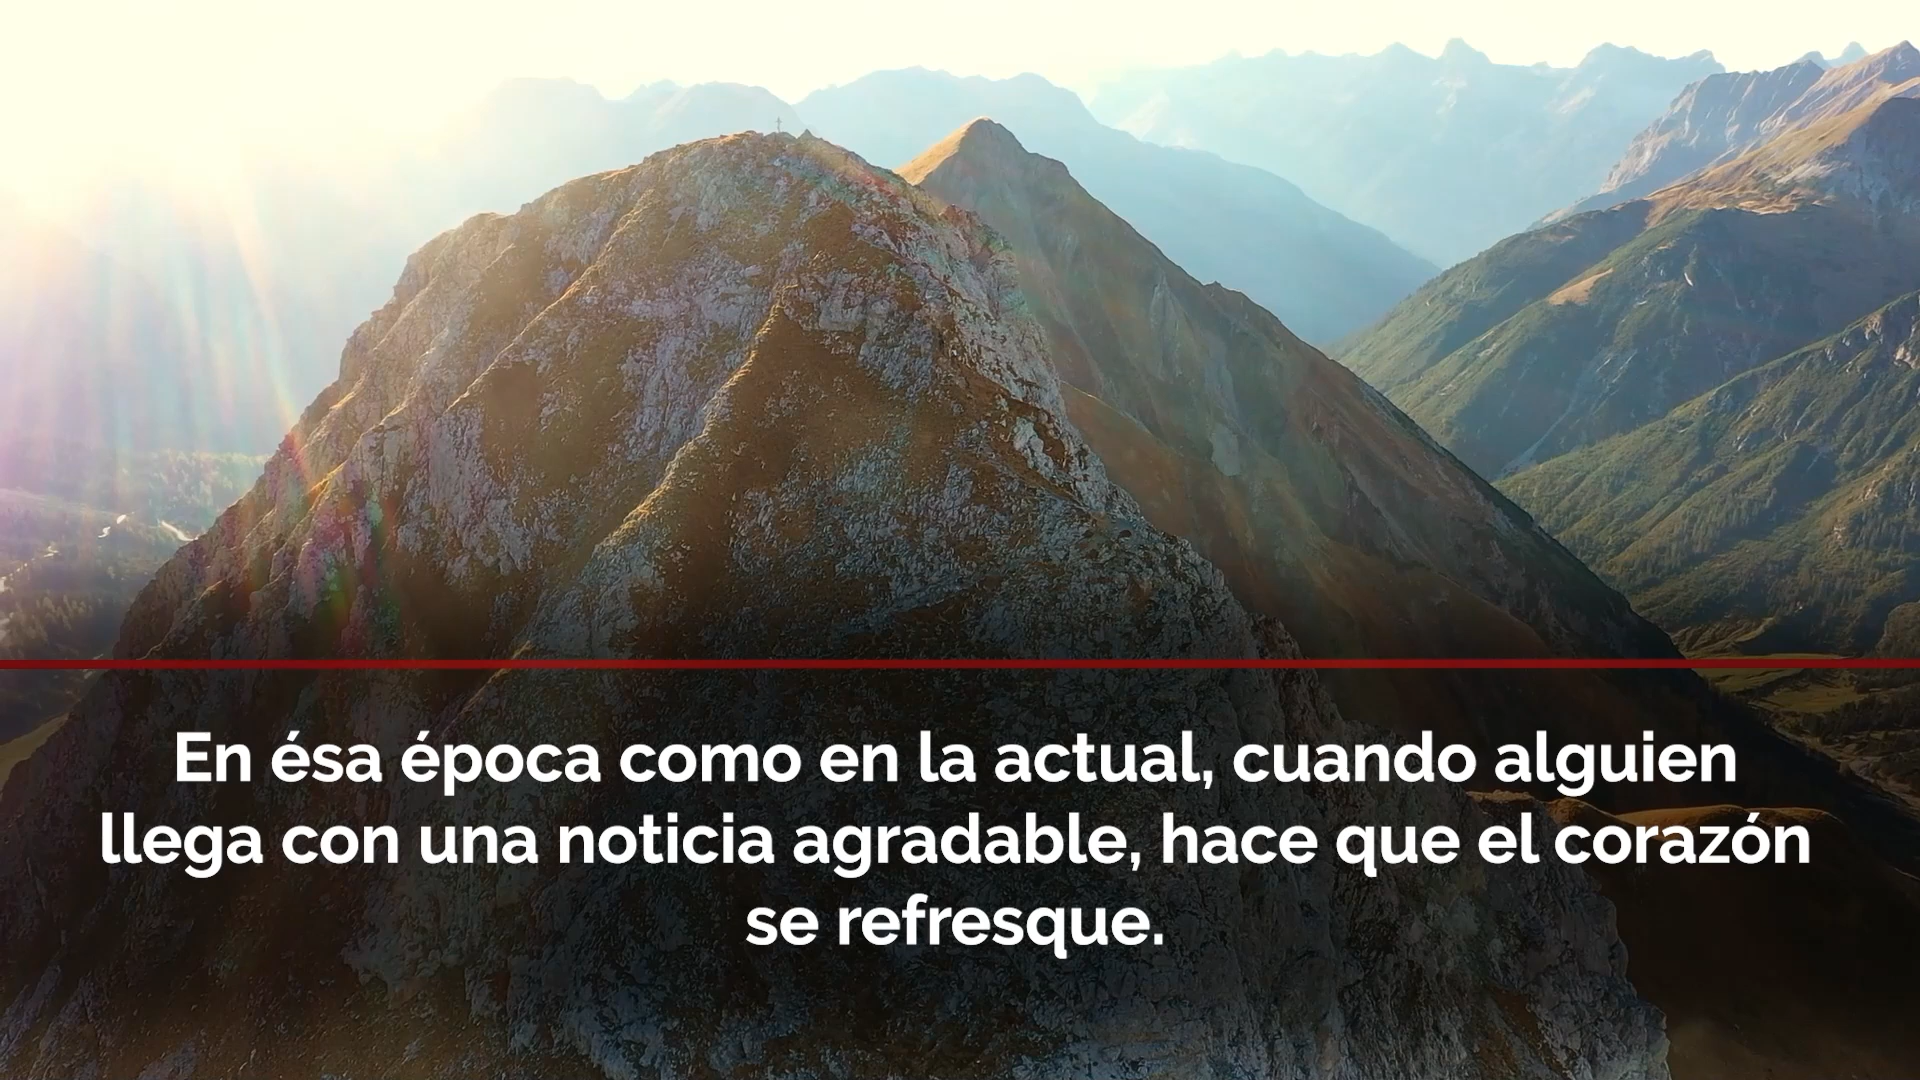 En ésa época como en la actual, cuando alguien
llega con una noticia agradable, hace que el corazón
se refresque.